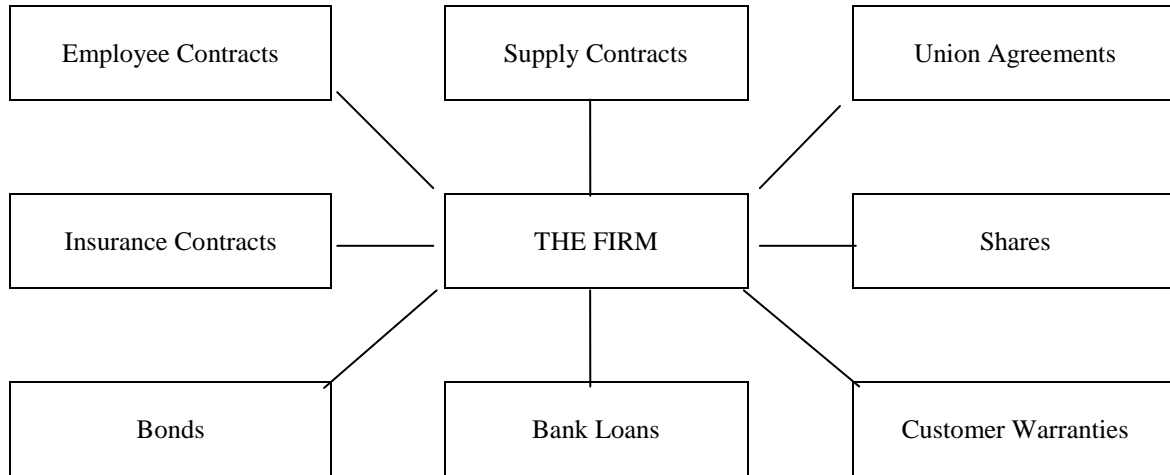 Employee Contracts
Supply Contracts
Union Agreements
Insurance Contracts
THE FIRM
Shares
Bonds
Bank Loans
Customer Warranties